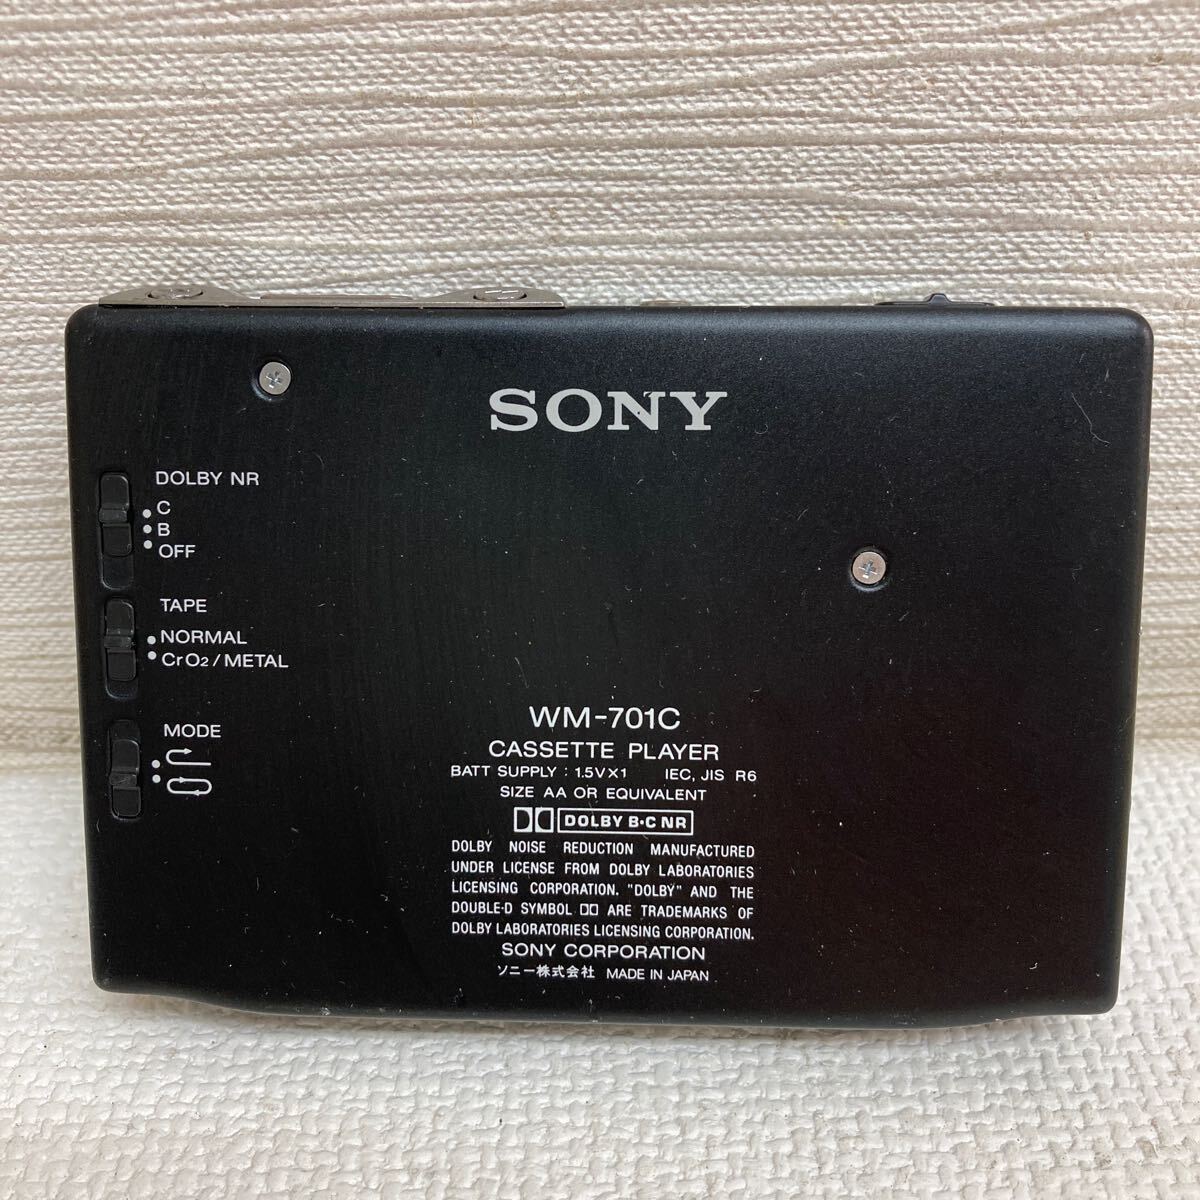 SONY
DOLBY NR
C
B
OFF
TAPE
NORMAL
CrO2/METAL
MODE
WM-701C
CASSETTE PLAYER
BATT SUPPLY : 1.5V×1 IEC, JIS R6
SIZE AA OR EQUIVALENT
DOLBY B·C NR
DOLBY NOISE REDUCTION MANUFACTURED
UNDER LICENSE FROM DOLBY LABORATORIES
LICENSING CORPORATION. "DOLBY" AND THE
DOUBLE-D SYMBOL ARE TRADEMARKS OF
DOLBY LABORATORIES LICENSING CORPORATION.
SONY CORPORATION
ソニー株式会社 MADE IN JAPAN